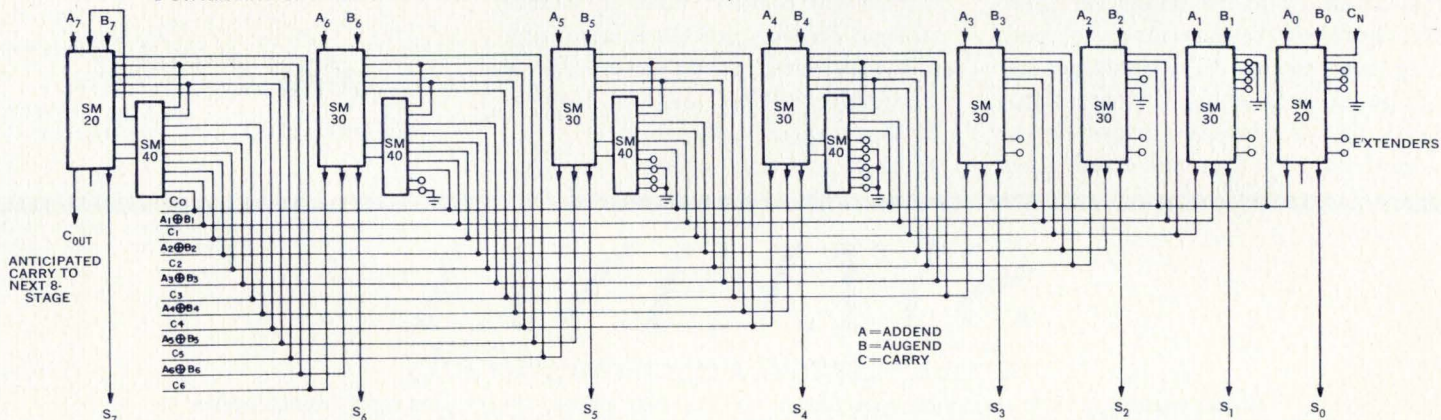 A7 B7 A6 B6 A5 B5 A4 B4 A3 B3 A2 B2 A1 B1 A0 B0 CN
SM 20
SM 40
SM 30
SM 40
SM 30
SM 40
SM 30
SM 40
SM 30
SM 30
SM 30
SM 20
EXTENDERS
COUT
ANTICIPATED
CARRY TO
NEXT 8-
STAGE
C0
A1⊕B1
C1
A2⊕B2
C2
A3⊕B3
C3
A4⊕B4
C4
A5⊕B5
C5
A6⊕B6
C6
A=ADDEND
B=AUGEND
C=CARRY
S7 S6 S5 S4 S3 S2 S1 S0